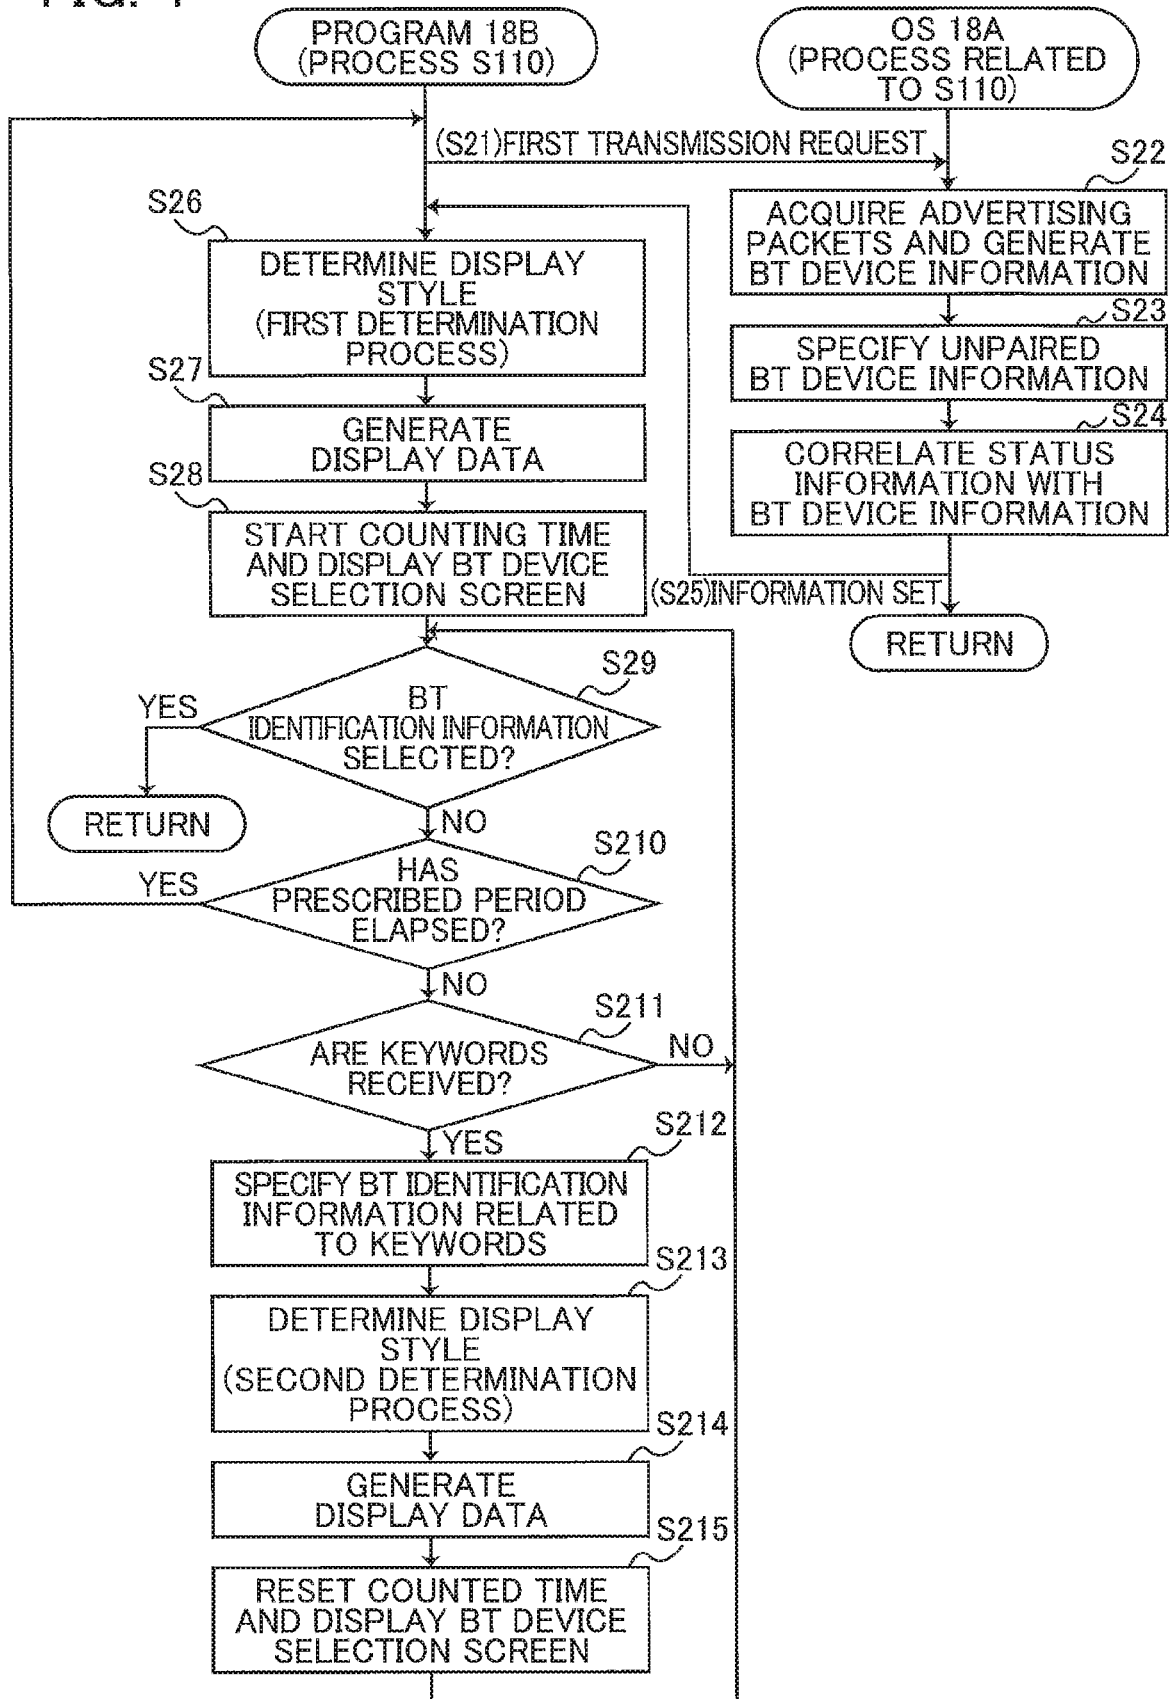 PROGRAM 18B
(PROCESS S110)
OS 18A
(PROCESS RELATED
TO S110)
(S21)FIRST TRANSMISSION REQUEST
S22
ACQUIRE ADVERTISING
PACKETS AND GENERATE
BT DEVICE INFORMATION
S23
SPECIFY UNPAIRED
BT DEVICE INFORMATION
S24
CORRELATE STATUS
INFORMATION WITH
BT DEVICE INFORMATION
(S25)INFORMATION SET
RETURN
S26
DETERMINE DISPLAY
STYLE
(FIRST DETERMINATION
PROCESS)
S27
GENERATE
DISPLAY DATA
S28
START COUNTING TIME
AND DISPLAY BT DEVICE
SELECTION SCREEN
S29
BT
IDENTIFICATION INFORMATION
SELECTED?
YES
RETURN
NO
S210
HAS
PRESCRIBED PERIOD
ELAPSED?
YES
NO
S211
ARE KEYWORDS
RECEIVED?
NO
YES
S212
SPECIFY BT IDENTIFICATION
INFORMATION RELATED
TO KEYWORDS
S213
DETERMINE DISPLAY
STYLE
(SECOND DETERMINATION
PROCESS)
S214
GENERATE
DISPLAY DATA
S215
RESET COUNTED TIME
AND DISPLAY BT DEVICE
SELECTION SCREEN